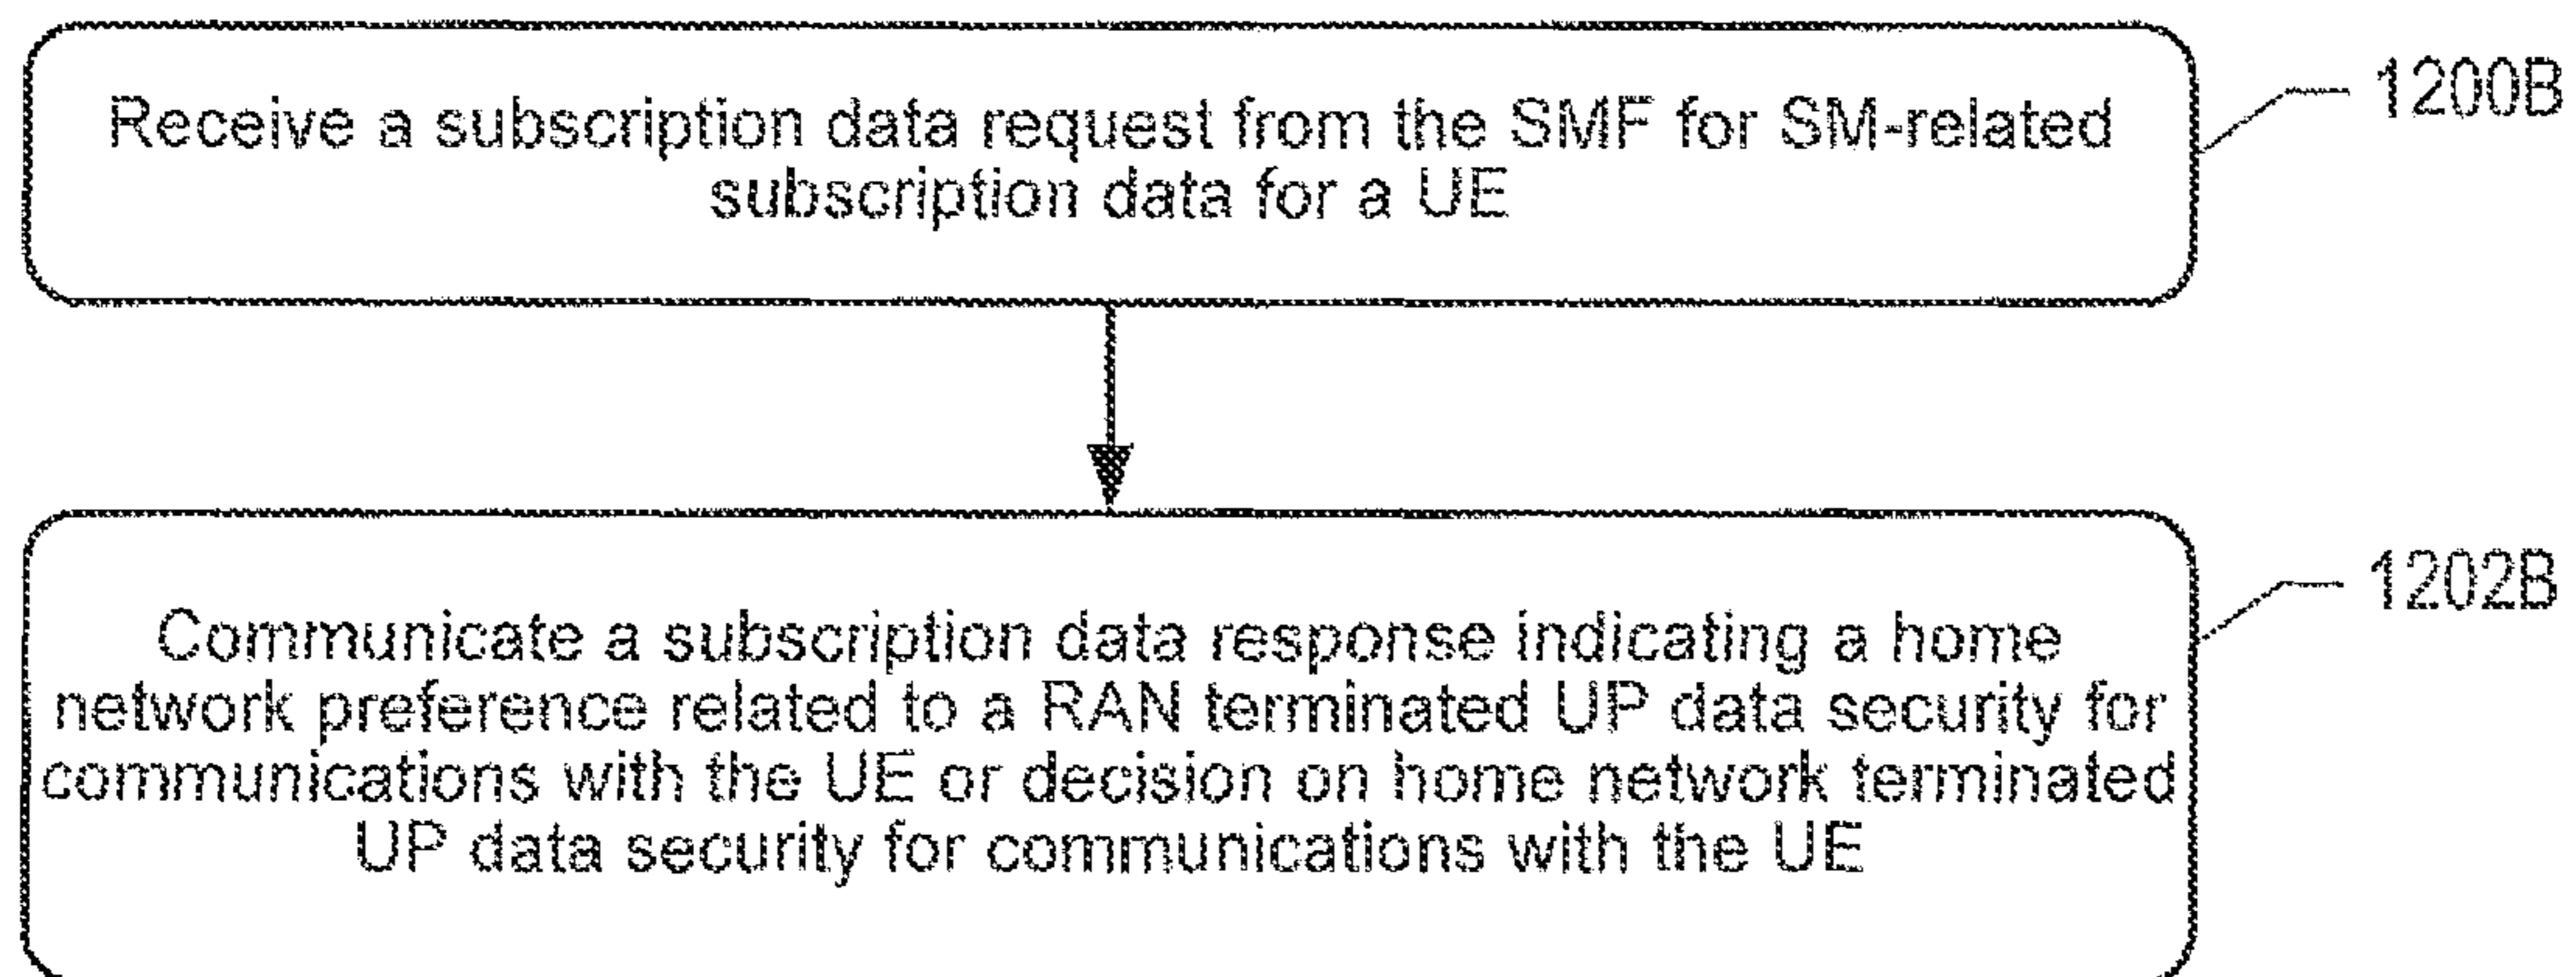 Receive a subscription data request from the SMF for SM-related
subscription data for a UE
1200B
Communicate a subscription data response indicating a home
network preference related to a RAN terminated UP data security for
communications with the UE or decision on home network terminated
UP data security for communications with the UE
1202B